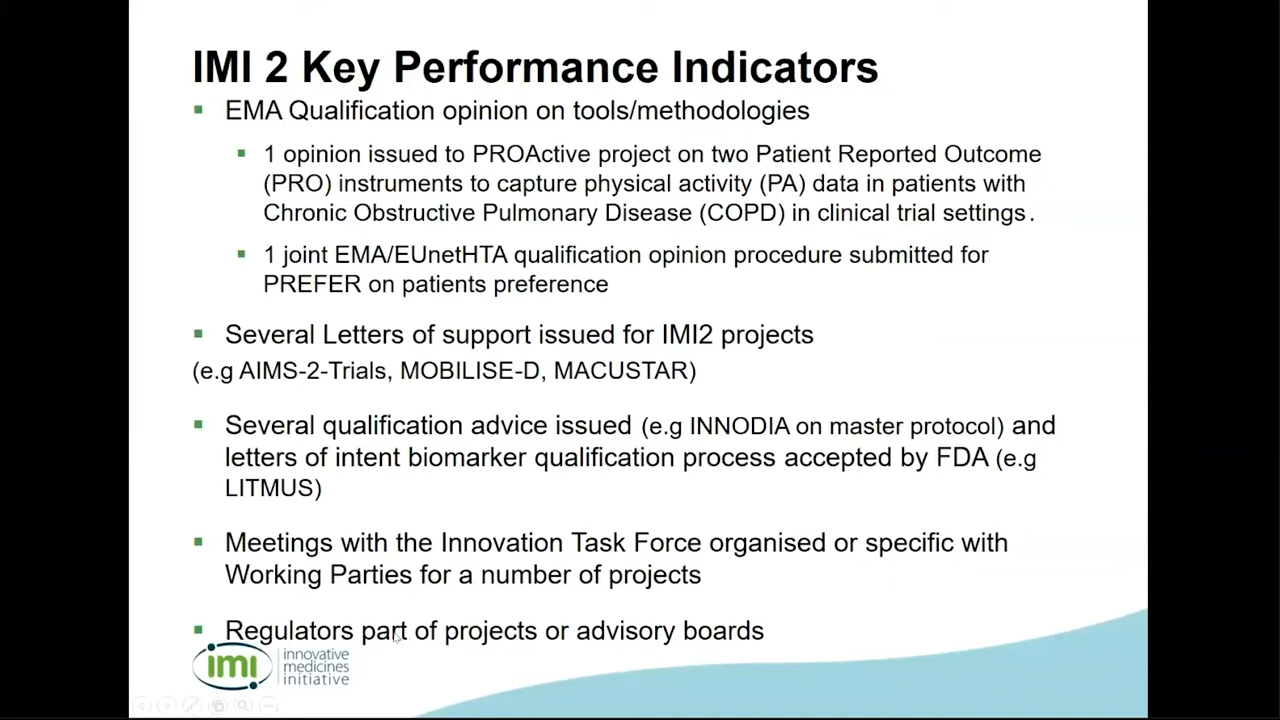 IMI 2 Key Performance Indicators
EMA Qualification opinion on tools/methodologies
1 opinion issued to PROActive project on two Patient Reported Outcome
(PRO) instruments to capture physical activity (PA) data in patients with
Chronic Obstructive Pulmonary Disease (COPD) in clinical trial settings.
1 joint EMA/EUnetHTA qualification opinion procedure submitted for
PREFER on patients preference
Several Letters of support issued for IMI2 projects
(e.g AIMS-2-Trials, MOBILISE-D, MACUSTAR)
Several qualification advice issued (e.g INNODIA on master protocol) and
letters of intent biomarker qualification process accepted by FDA (e.g
LITMUS)
Meetings with the Innovation Task Force organised or specific with
Working Parties for a number of projects
Regulators part of projects or advisory boards
imi
innovative
medicines
initiative